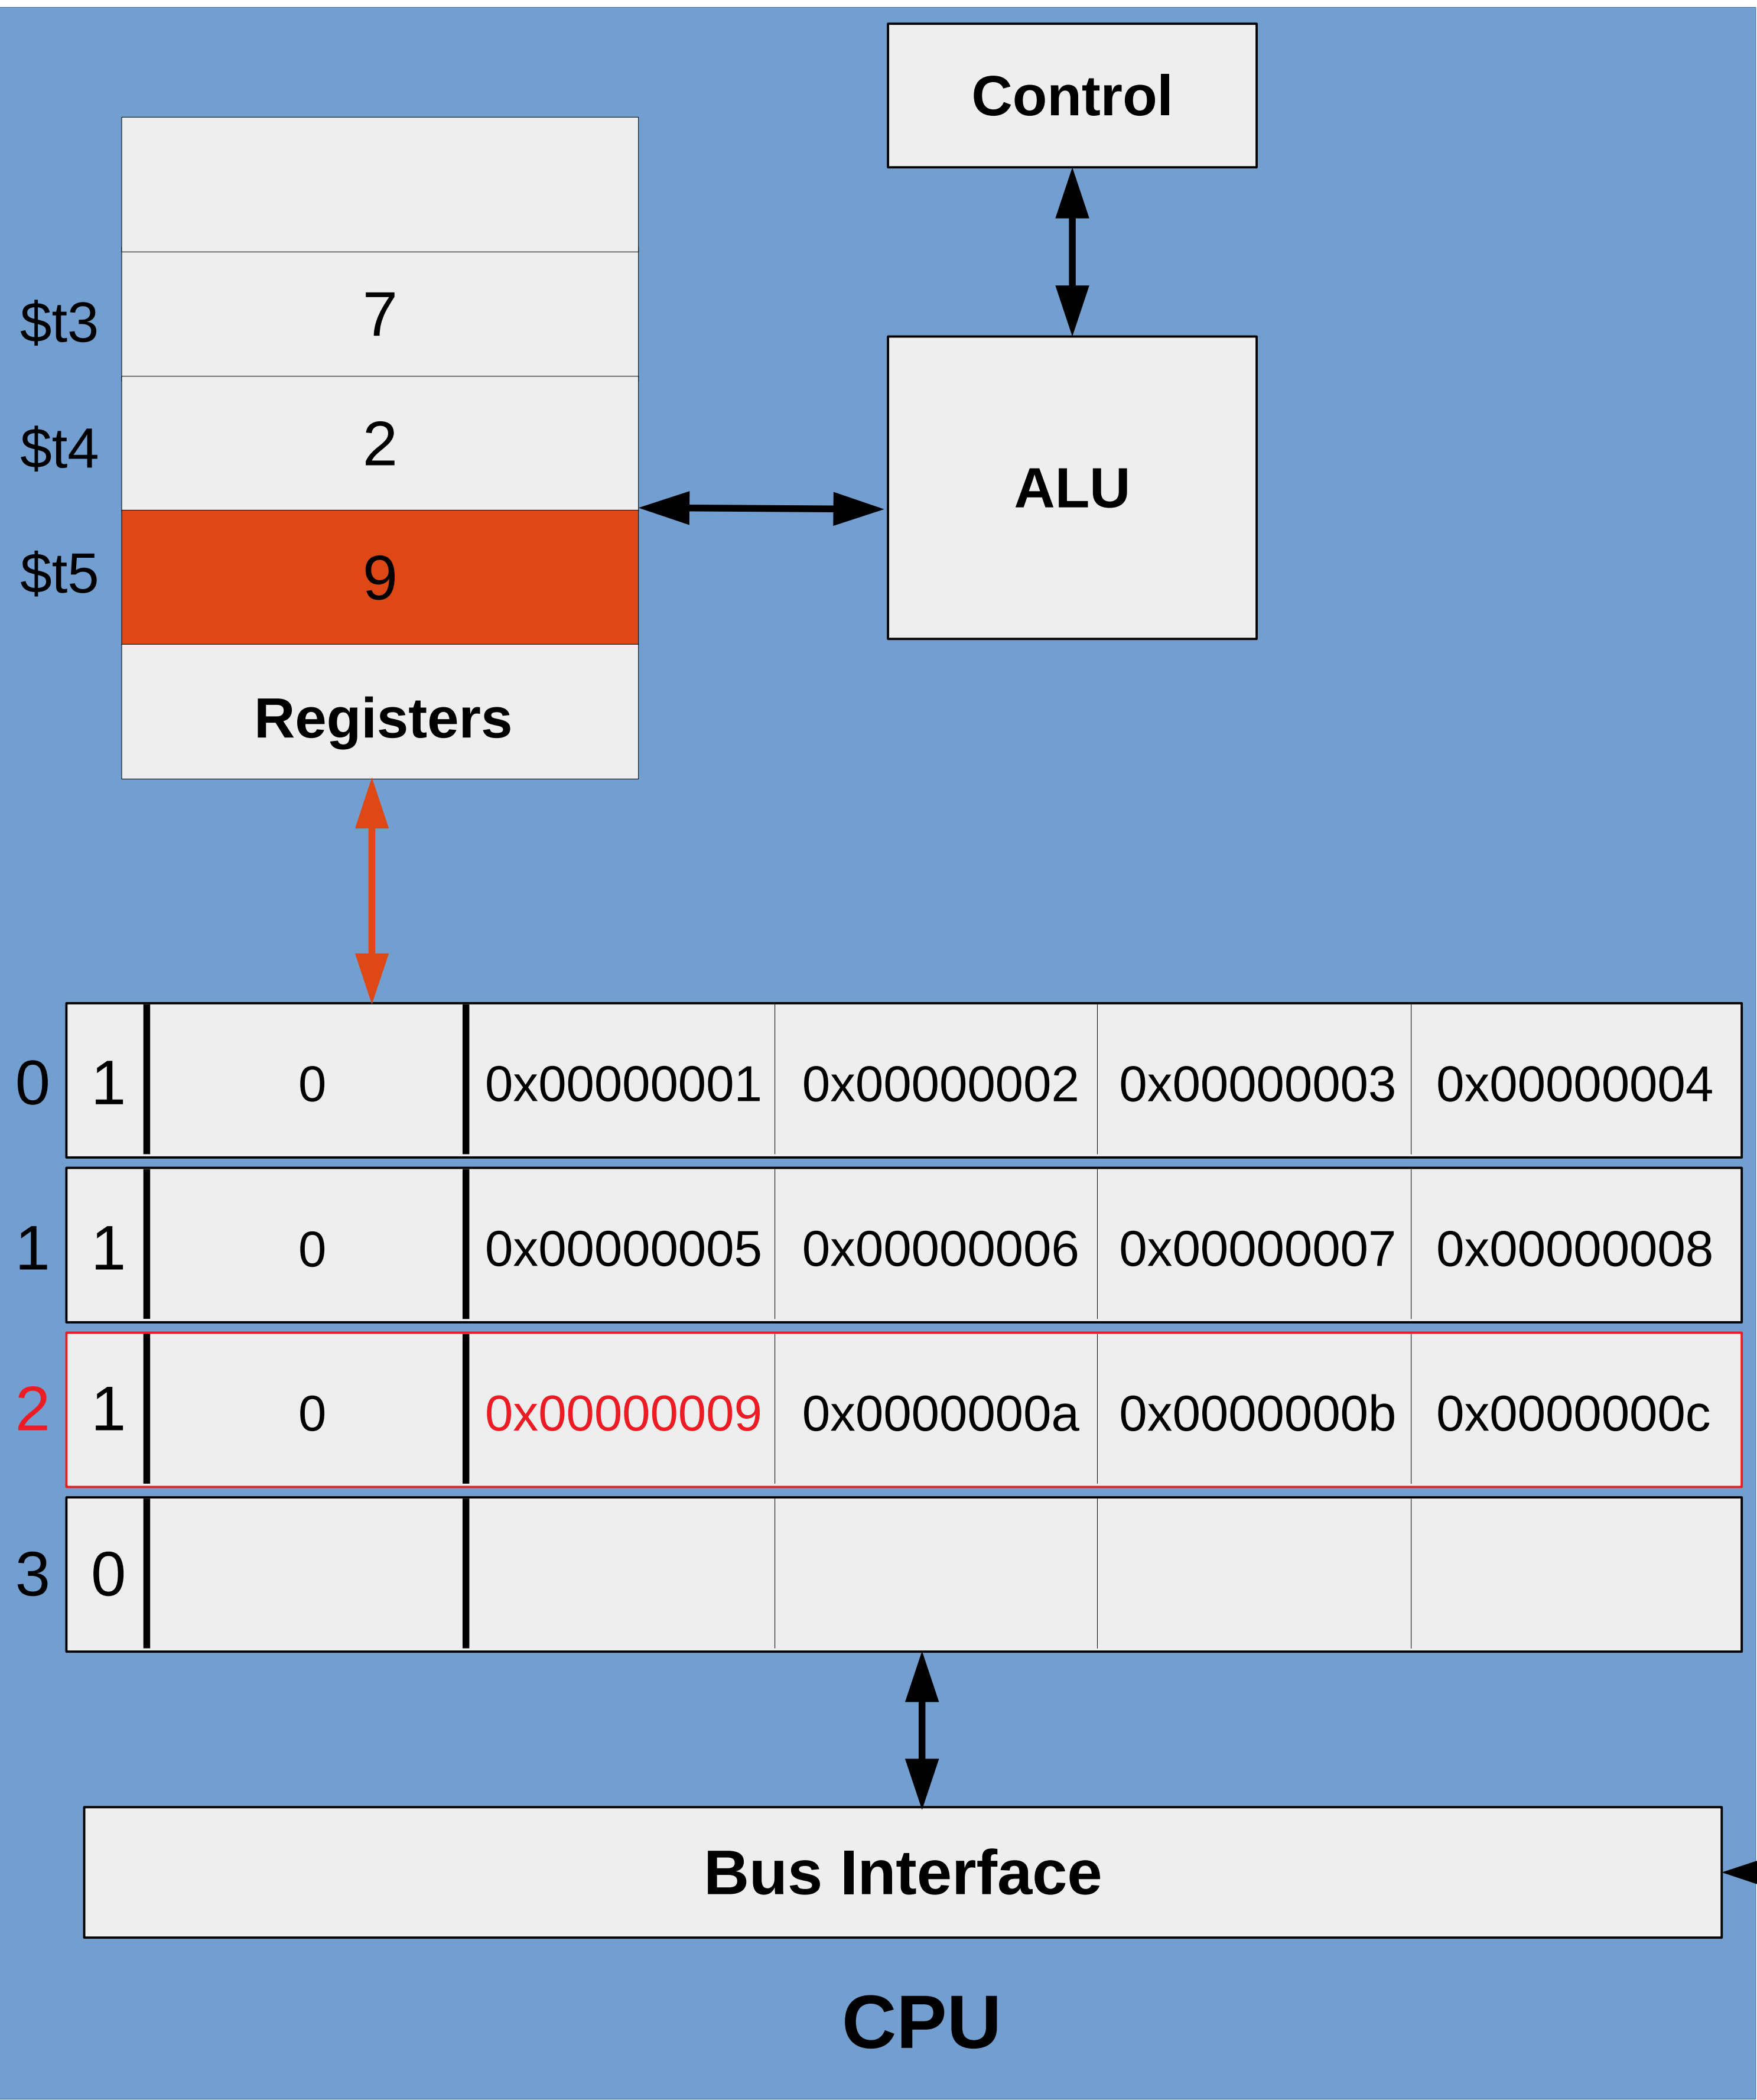 Control
$t3 7
$t4 2
ALU
$t5 9
Registers
0 1 0 0x00000001 0x00000002 0x00000003 0x00000004
1 1 0 0x00000005 0x00000006 0x00000007 0x00000008
2 1 0 0x00000009 0x0000000a 0x0000000b 0x0000000c
3 0
Bus Interface
CPU